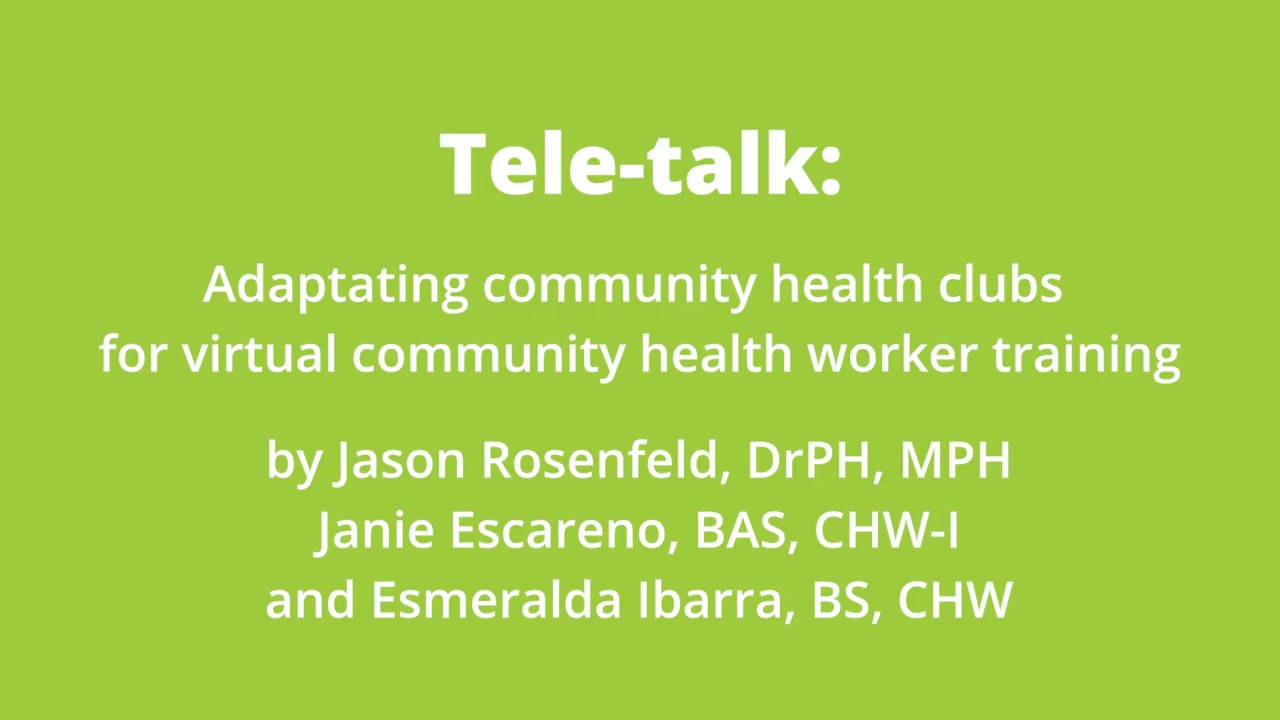 Tele-talk:
Adaptating community health clubs
for virtual community health worker training
by Jason Rosenfeld, DrPH, MPH
Janie Escareno, BAS, CHW-I
and Esmeralda Ibarra, BS, CHW